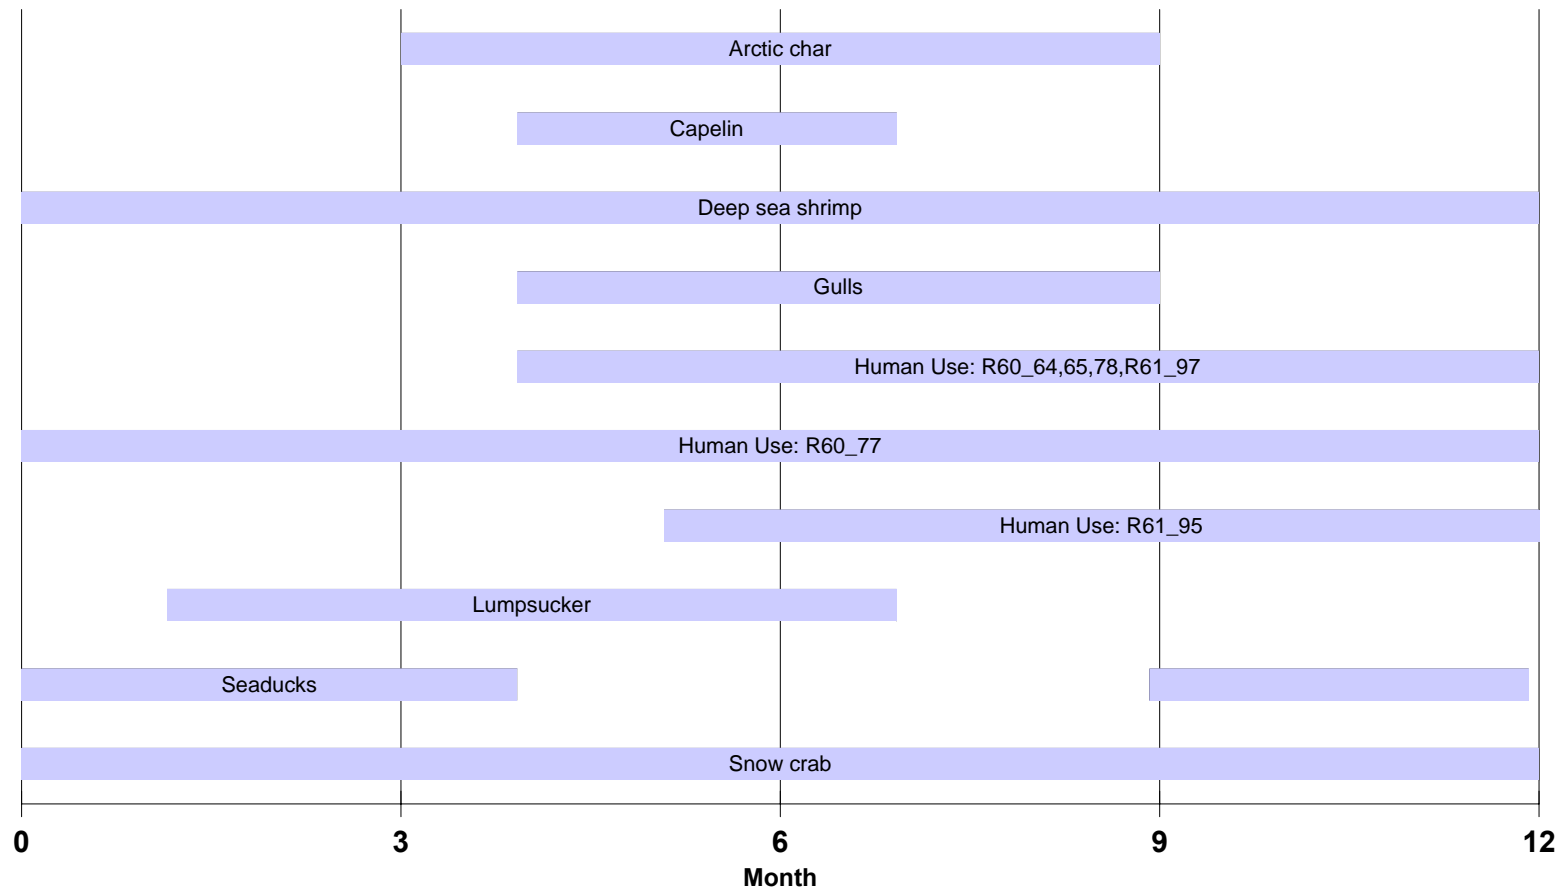 Arctic char
Capelin
Deep sea shrimp
Gulls
Human Use: R60_64,65,78,R61_97
Human Use: R60_77
Human Use: R61_95
Lumpsucker
Seaducks
Snow crab
0 3 6 9 12
Month